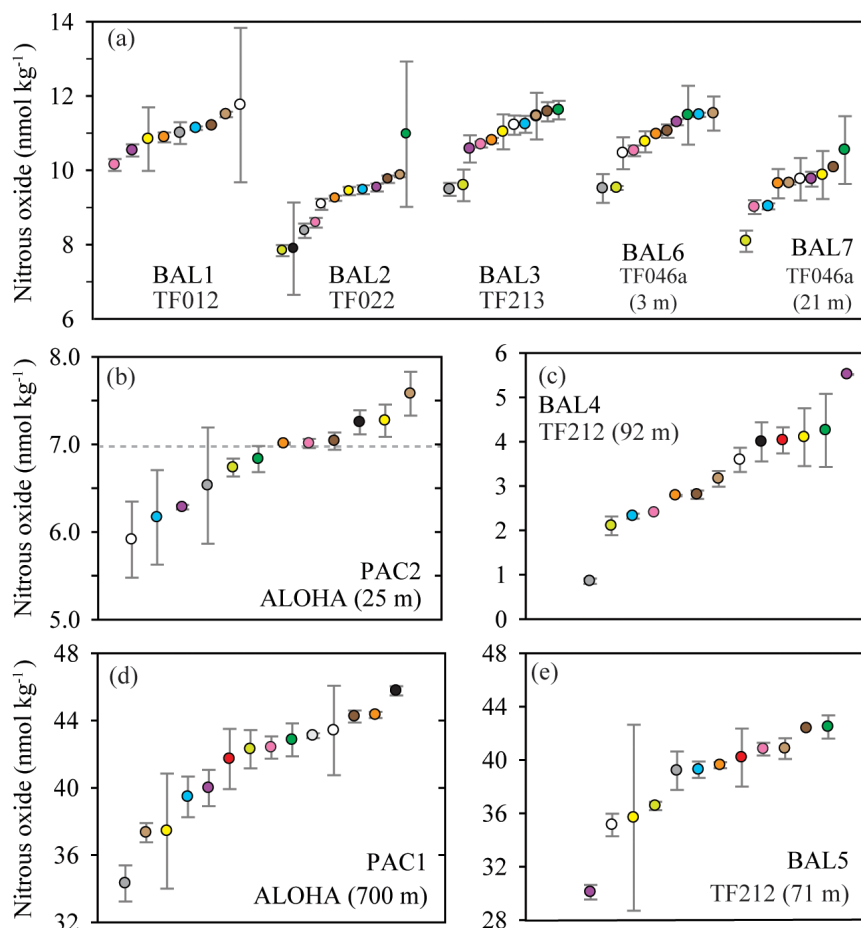 Nitrous oxide (nmol kg⁻¹)
14
12
10
8
6
(a)
BAL1
TF012
BAL2
TF022
BAL3
TF213
BAL6
TF046a
(3 m)
BAL7
TF046a
(21 m)
Nitrous oxide (nmol kg⁻¹)
8.0
7.0
6.0
5.0
(b)
PAC2
ALOHA (25 m)
6
5
4
3
2
1
0
(c)
BAL4
TF212 (92 m)
Nitrous oxide (nmol kg⁻¹)
48
44
40
36
32
(d)
PAC1
ALOHA (700 m)
48
44
40
36
32
28
(e)
BAL5
TF212 (71 m)